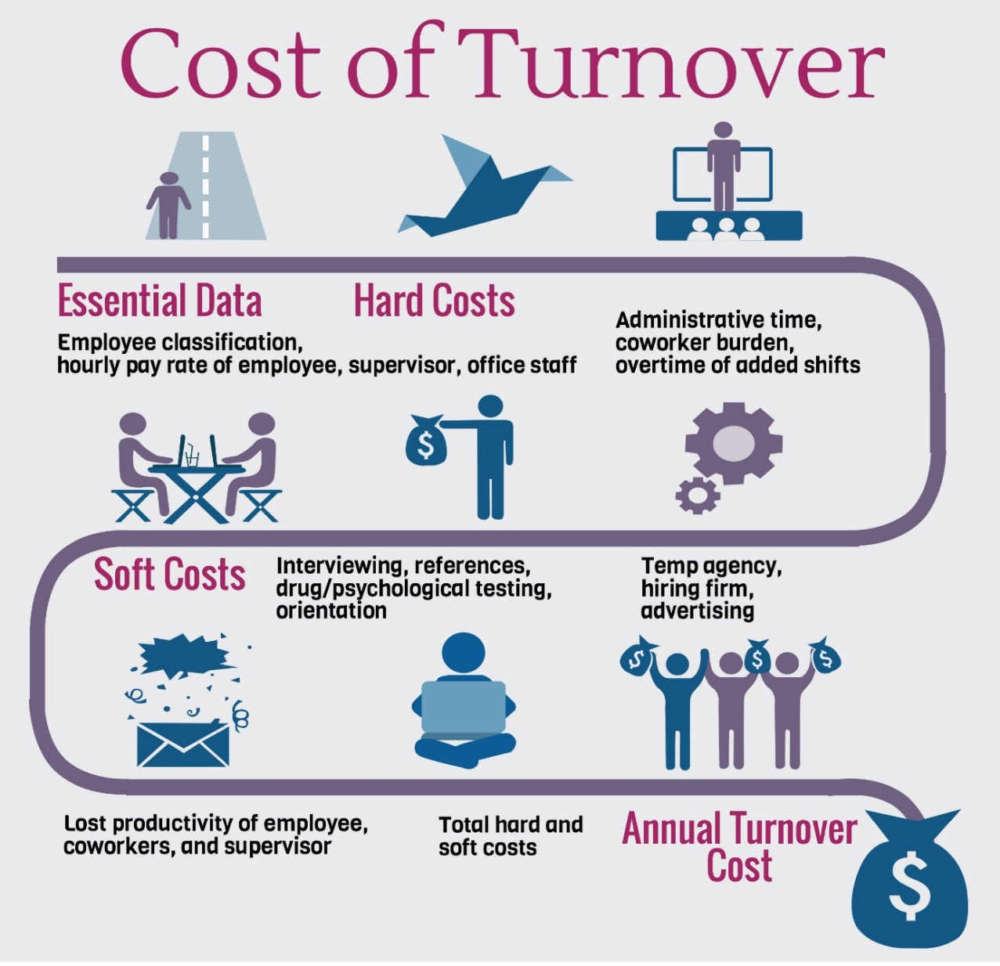 Cost of Turnover
Essential Data
Hard Costs
Employee classification,
hourly pay rate of employee, supervisor, office staff
Administrative time,
coworker burden,
overtime of added shifts
$
Soft Costs
Interviewing, references,
drug/psychological testing,
orientation
Temp agency,
hiring firm,
advertising
$ $ $
Lost productivity of employee,
coworkers, and supervisor
Total hard and
soft costs
Annual Turnover
Cost
$